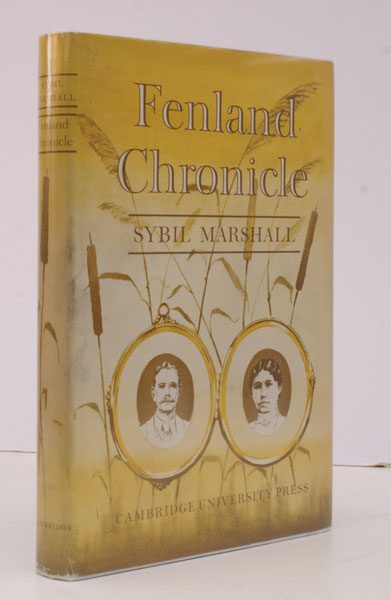 Fenland
Chronicle
SYBIL MARSHALL
CAMBRIDGE UNIVERSITY PRESS
SYBIL
MARSHALL
Fenland
Chronicle
CAMBRIDGE